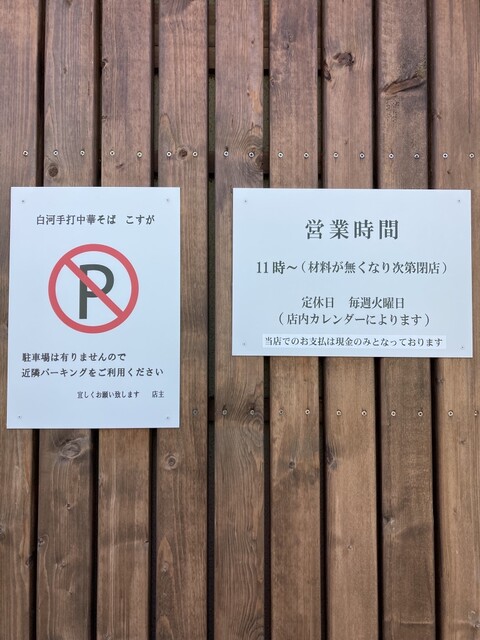 白河手打中華そば　こすが
P
駐車場は有りませんので
近隣パーキングをご利用ください
宜しくお願い致します　店主
営業時間
11時〜(材料が無くなり次第閉店)
定休日　毎週火曜日
(店内カレンダーによります)
当店でのお支払は現金のみとなっております